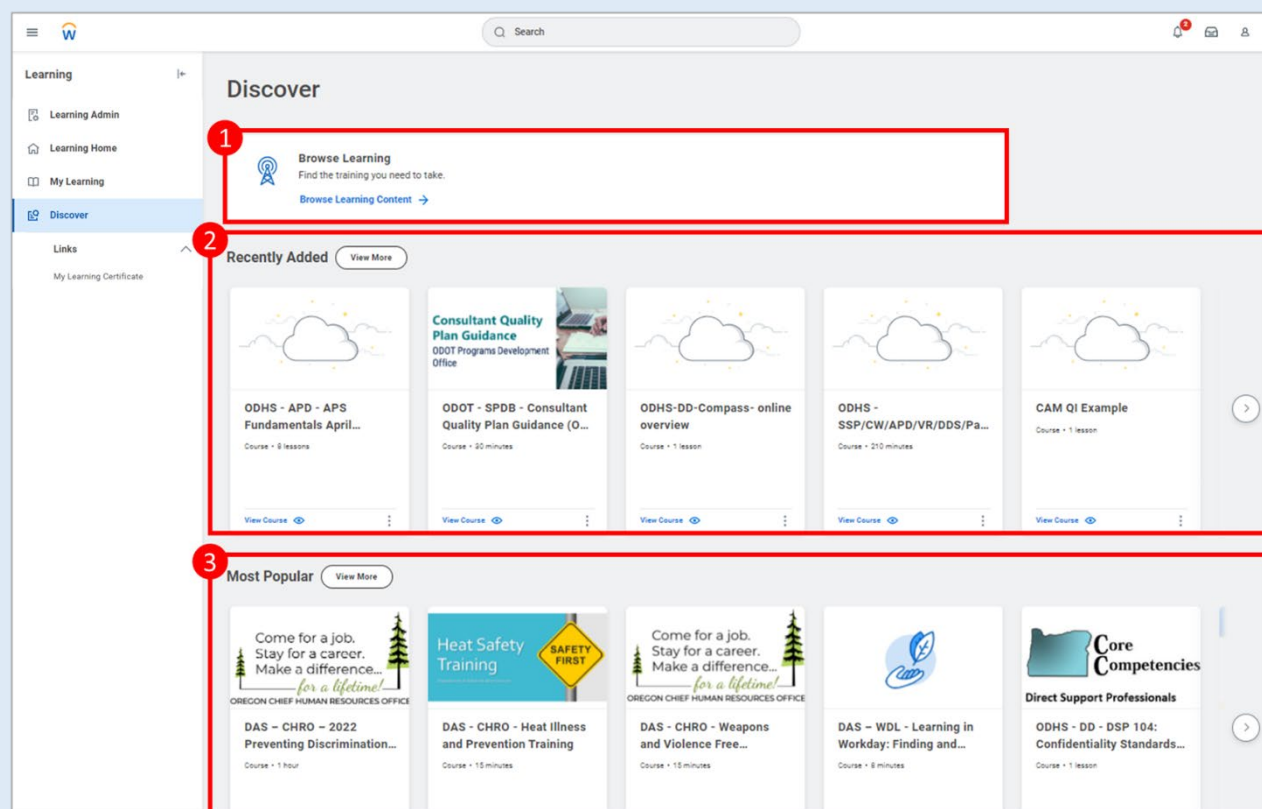 Search
2
Learning
Learning Admin
Learning Home
My Learning
Discover
Links
My Learning Certificate
Discover
1
Browse Learning
Find the training you need to take.
Browse Learning Content
2
Recently Added
View More
Consultant Quality
Plan Guidance
ODOT Programs Development
Office
ODHS - APD - APS
Fundamentals April...
Course • 8 lessons
View Course
ODOT - SPDB - Consultant
Quality Plan Guidance (O...
Course • 30 minutes
View Course
ODHS-DD-Compass- online
overview
Course • 1 lesson
View Course
ODHS -
SSP/CW/APD/VR/DDS/Pa...
Course • 210 minutes
View Course
CAM QI Example
Course • 1 lesson
View Course
3
Most Popular
View More
Come for a job.
Stay for a career.
Make a difference...
for a lifetime!
OREGON CHIEF HUMAN RESOURCES OFFICE
DAS – CHRO – 2022
Preventing Discrimination...
Course • 1 hour
Heat Safety
Training
SAFETY
FIRST
DAS - CHRO - Heat Illness
and Prevention Training
Course • 15 minutes
Come for a job.
Stay for a career.
Make a difference...
for a lifetime!
OREGON CHIEF HUMAN RESOURCES OFFICE
DAS - CHRO - Weapons
and Violence Free...
Course • 15 minutes
DAS – WDL - Learning in
Workday: Finding and...
Course • 6 minutes
Core
Competencies
Direct Support Professionals
ODHS - DD - DSP 104:
Confidentiality Standards...
Course • 1 lesson